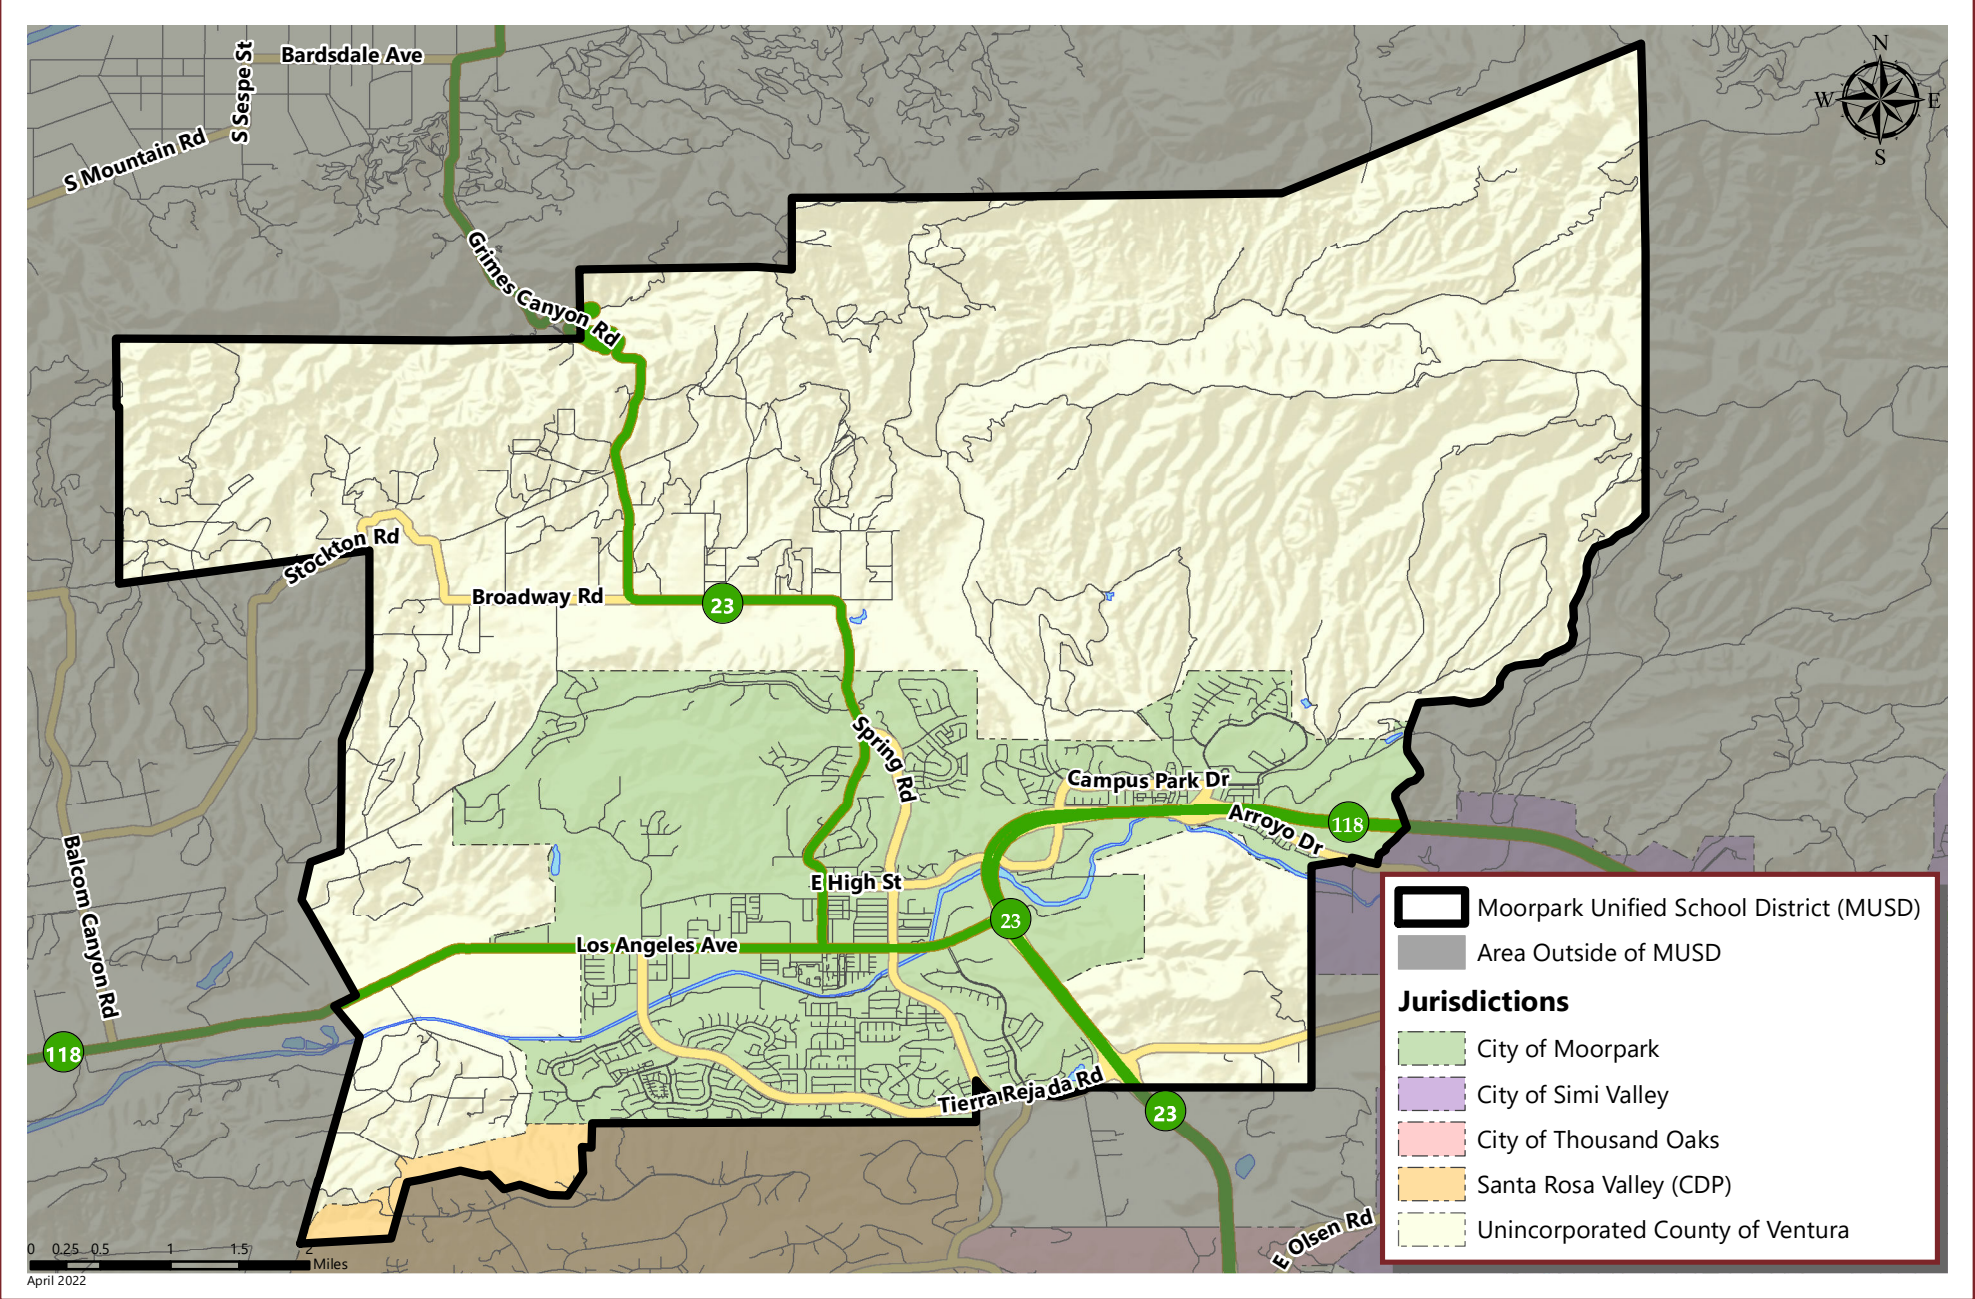 Bardsdale Ave
S Sespe St
S Mountain Rd
N
W
E
S
Grimes Canyon Rd
Stockton Rd
Broadway Rd
23
Spring Rd
Campus Park Dr
Arroyo Dr
118
E High St
23
Los Angeles Ave
Balcom Canyon Rd
118
Tierra Rejada Rd
23
E Olsen Rd
Moorpark Unified School District (MUSD)
Area Outside of MUSD
Jurisdictions
City of Moorpark
City of Simi Valley
City of Thousand Oaks
Santa Rosa Valley (CDP)
Unincorporated County of Ventura
0 0.25 0.5 1 1.5 2
Miles
April 2022